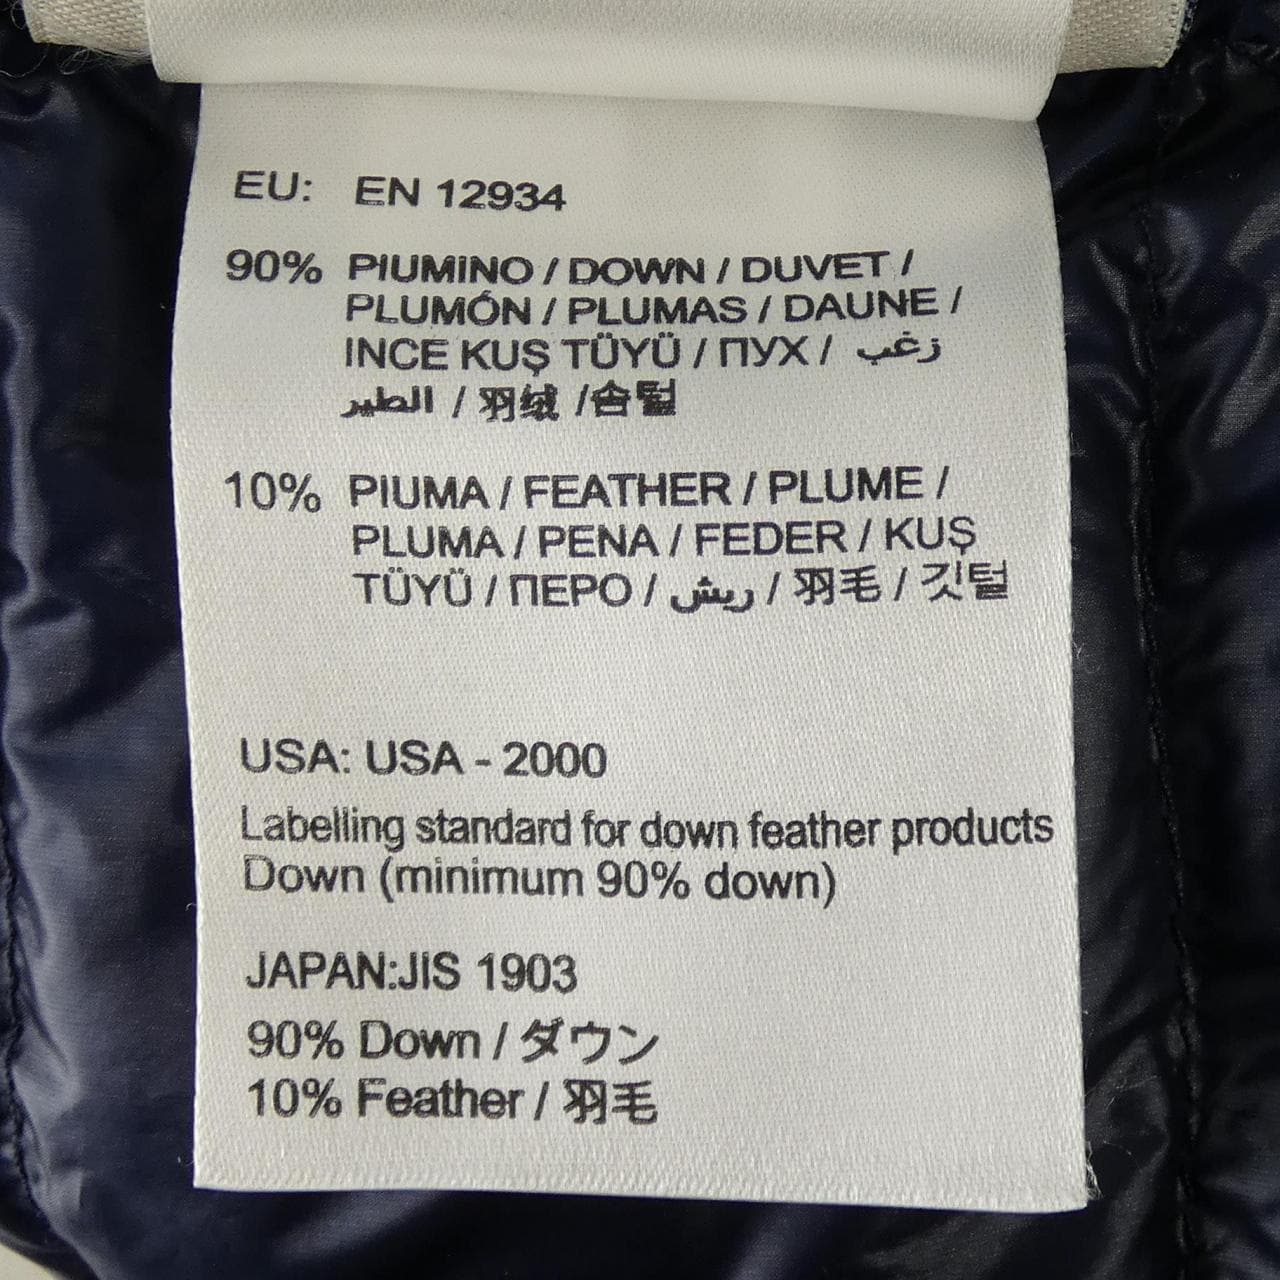 EU: EN 12934
90% PIUMINO / DOWN / DUVET /
PLUMÓN / PLUMAS / DAUNE /
INCE KUŞ TÜYÜ / ПУХ / زغب
الطير / 羽绒 /솜털
10% PIUMA / FEATHER / PLUME /
PLUMA / PENA / FEDER / KUŞ
TÜYÜ / ПЕРО / ريش / 羽毛 / 깃털
USA: USA - 2000
Labelling standard for down feather products
Down (minimum 90% down)
JAPAN:JIS 1903
90% Down / ダウン
10% Feather / 羽毛